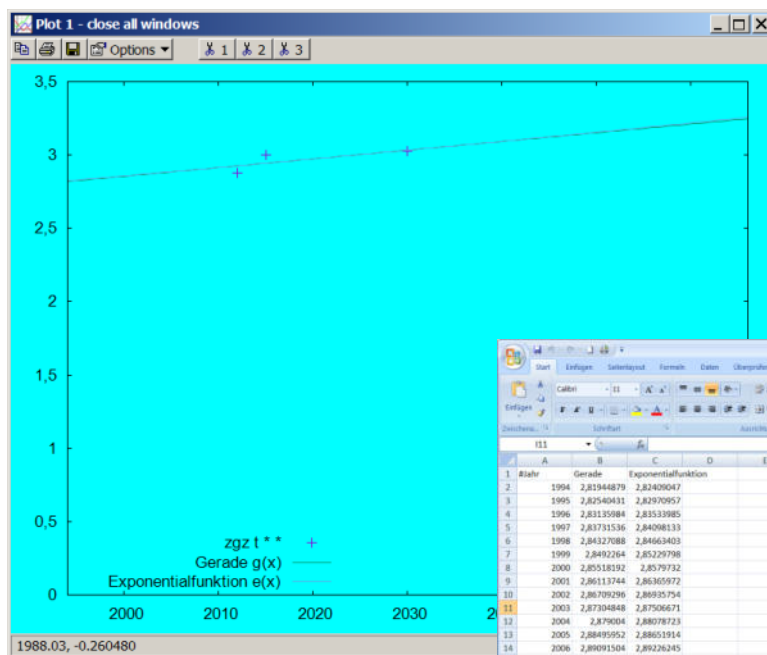 Plot 1 - close all windows
Options 1 2 3
3,5
3
2,5
2
1,5
1
0,5
0
zgz t * *
Gerade g(x)
Exponentialfunktion e(x)
2000 2010 2020 2030
1988.03, -0.260480
Start Einfügen Seitenlayout Formeln Daten Überprüfen
Calibri 11
Einfügen F K U
Schriftart
I11
A B C D
1 #Jahr Gerade Exponentialfunktion
2 1994 2,81944879 2,82409047
3 1995 2,82540431 2,82970957
4 1996 2,83135984 2,83533985
5 1997 2,83731536 2,84098133
6 1998 2,84327088 2,84663403
7 1999 2,8492264 2,85229798
8 2000 2,85518192 2,8579732
9 2001 2,86113744 2,86365972
10 2002 2,86709296 2,86935754
11 2003 2,87304848 2,87506671
12 2004 2,879004 2,88078723
13 2005 2,88495952 2,88651914
14 2006 2,89091504 2,89226245